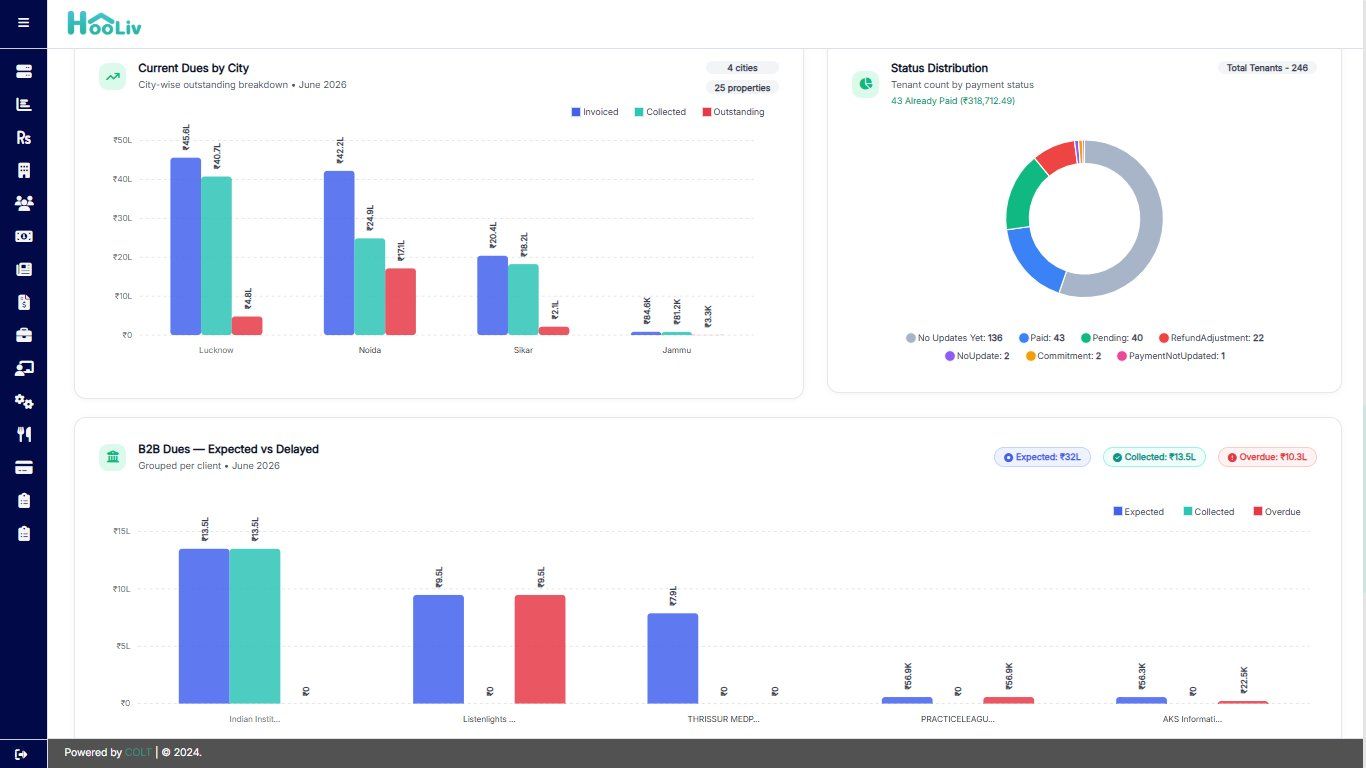 HooLiv
Current Dues by City
City-wise outstanding breakdown • June 2026
4 cities
25 properties
Invoiced Collected Outstanding
₹50L
₹40L
₹30L
₹20L
₹10L
₹0
₹45.6L ₹40.7L ₹4.8L
₹42.2L ₹24.9L ₹17.1L
₹20.4L ₹18.2L ₹2.1L
₹84.6K ₹81.2K ₹3.3K
Lucknow Noida Sikar Jammu
Status Distribution
Tenant count by payment status
43 Already Paid (₹318,712.49)
Total Tenants - 246
No Updates Yet: 136 Paid: 43 Pending: 40 RefundAdjustment: 22
NoUpdate: 2 Commitment: 2 PaymentNotUpdated: 1
B2B Dues — Expected vs Delayed
Grouped per client • June 2026
Expected: ₹32L Collected: ₹13.5L Overdue: ₹10.3L
Expected Collected Overdue
₹15L
₹10L
₹5L
₹0
₹13.5L ₹13.5L ₹0
₹9.5L ₹0 ₹9.5L
₹7.9L ₹0 ₹0
₹56.9K ₹0 ₹56.9K
₹56.3K ₹0 ₹22.5K
Indian Instit... Listenlights ... THRISSUR MEDP... PRACTICELEAGU... AKS Informati...
Powered by COLT | © 2024.
Rs